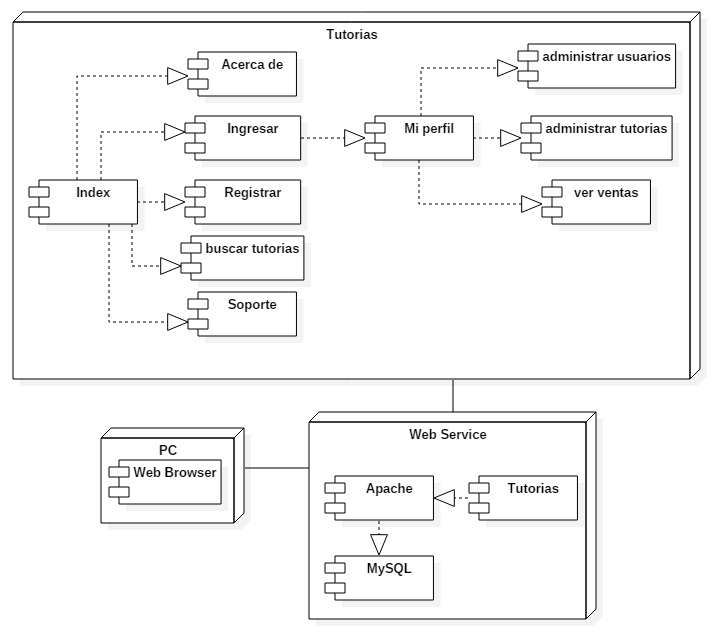 Tutorias
Acerca de
administrar usuarios
Ingresar
Mi perfil
administrar tutorias
Index
Registrar
ver ventas
buscar tutorias
Soporte
PC
Web Browser
Web Service
Apache
Tutorias
MySQL